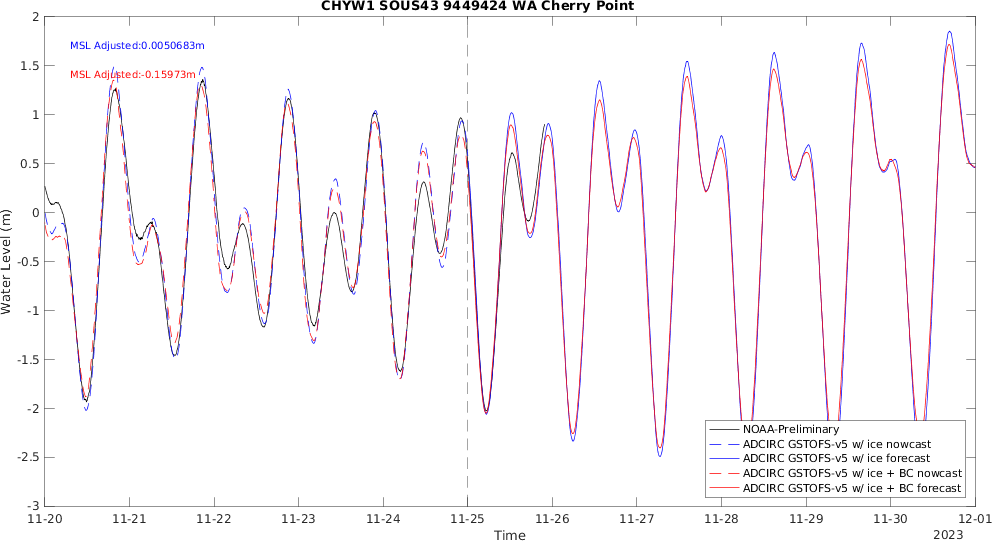 CHYW1 SOUS43 9449424 WA Cherry Point
MSL Adjusted:0.0050683m
MSL Adjusted:-0.15973m
Water Level (m)
2
1.5
1
0.5
0
-0.5
-1
-1.5
-2
-2.5
-3
NOAA-Preliminary
ADCIRC GSTOFS-v5 w/ ice nowcast
ADCIRC GSTOFS-v5 w/ ice forecast
ADCIRC GSTOFS-v5 w/ ice + BC nowcast
ADCIRC GSTOFS-v5 w/ ice + BC forecast
11-20 11-21 11-22 11-23 11-24 11-25 11-26 11-27 11-28 11-29 11-30 12-01
Time
2023